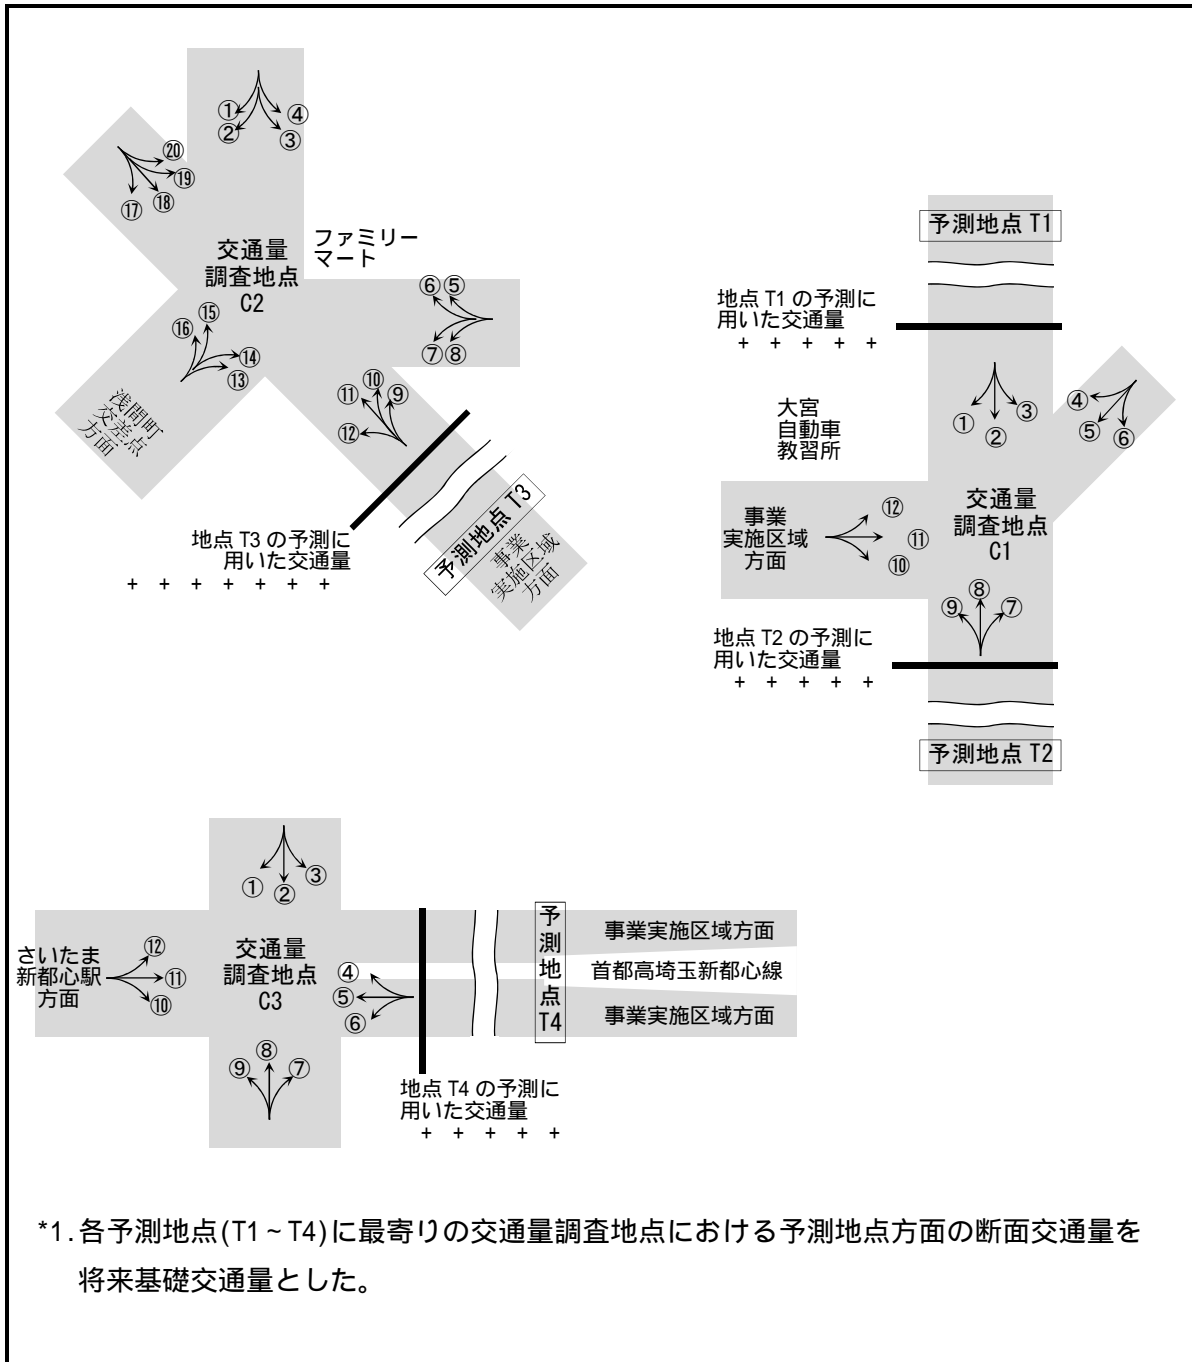 ①
④
②
③
⑳
⑲
⑱
⑰
交通量
調査地点
C2
ファミリー
マート
⑥⑤
⑦⑧
⑮
⑯
⑭
⑬
⑩
⑪
⑨
⑫
浅間町
交差点
方面
地点 T3 の予測に
用いた交通量
+ + + + + + +
予測地点 T3
事業
実施区域
方面
予測地点 T1
地点 T1 の予測に
用いた交通量
+ + + + +
大宮
自動車
教習所
①
②
③
④
⑤
⑥
事業
実施区域
方面
⑫
⑪
⑩
交通量
調査地点
C1
⑧
⑨
⑦
地点 T2 の予測に
用いた交通量
+ + + + +
予測地点 T2
①
②
③
さいたま
新都心駅
方面
⑫
⑪
⑩
交通量
調査地点
C3
④
⑤
⑥
⑧
⑨
⑦
予測地点T4
事業実施区域方面
首都高埼玉新都心線
事業実施区域方面
地点 T4 の予測に
用いた交通量
+ + + + +
*1.各予測地点(T1~T4)に最寄りの交通量調査地点における予測地点方面の断面交通量を
将来基礎交通量とした。